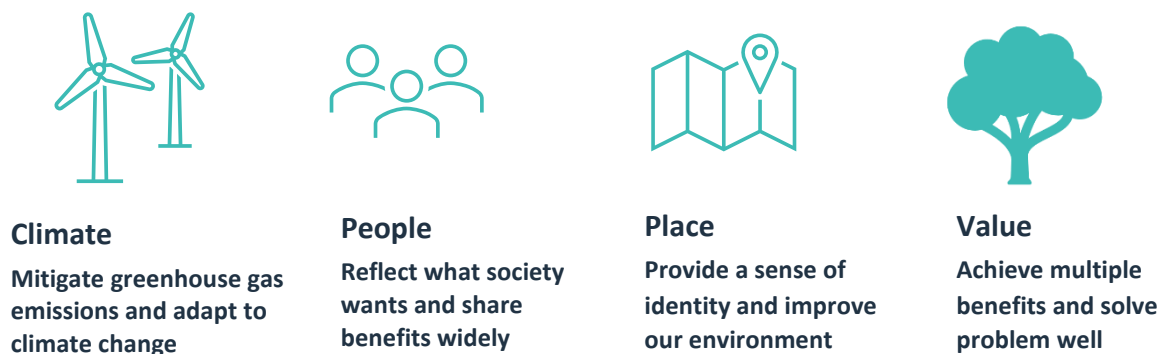 Climate
Mitigate greenhouse gas
emissions and adapt to
climate change
People
Reflect what society
wants and share
benefits widely
Place
Provide a sense of
identity and improve
our environment
Value
Achieve multiple
benefits and solve
problem well